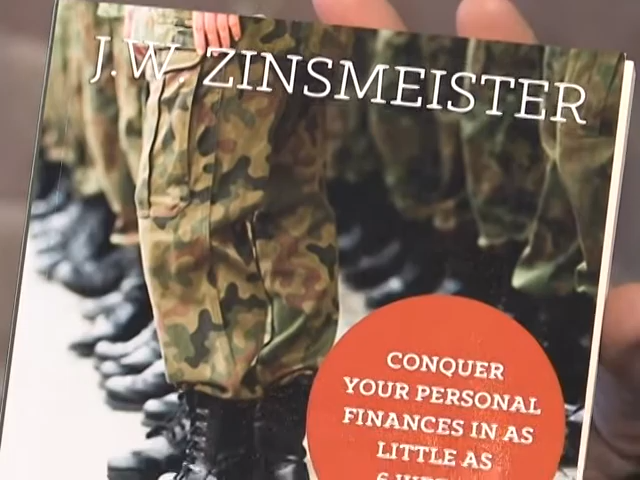 J.W. ZINSMEISTER
CONQUER
YOUR PERSONAL
FINANCES IN AS
LITTLE AS